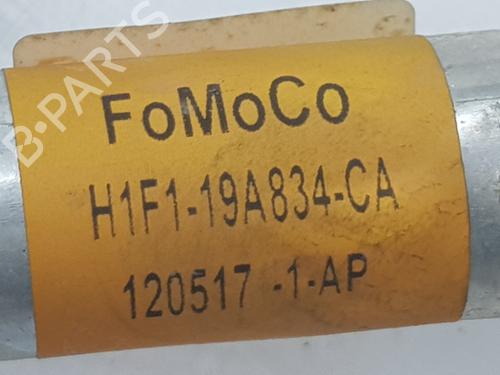 B-PARTS
FoMoCo
H1F1-19A834-CA
120517 -1-AP